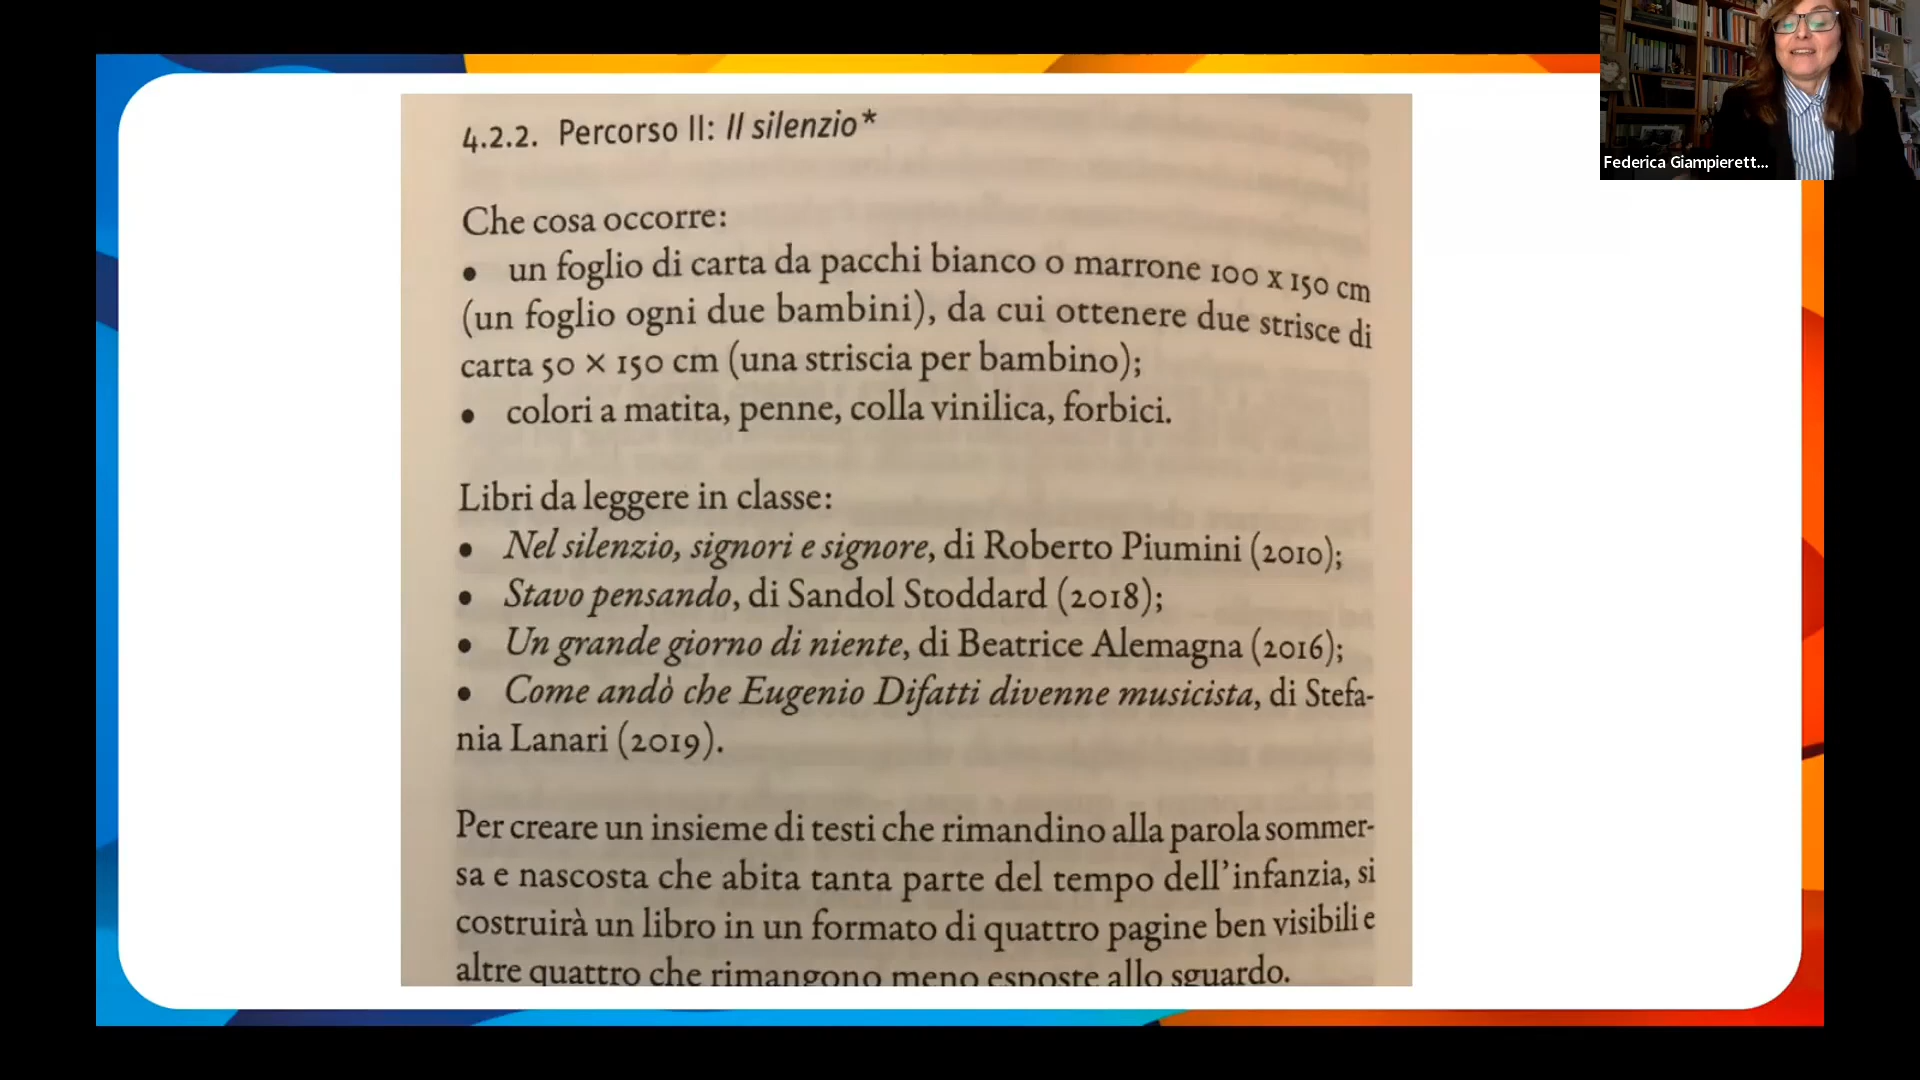 4.2.2. Percorso II: Il silenzio*
Che cosa occorre:
• un foglio di carta da pacchi bianco o marrone 100 x 150 cm
(un foglio ogni due bambini), da cui ottenere due strisce di
carta 50 × 150 cm (una striscia per bambino);
• colori a matita, penne, colla vinilica, forbici.
Libri da leggere in classe:
• Nel silenzio, signori e signore, di Roberto Piumini (2010);
• Stavo pensando, di Sandol Stoddard (2018);
• Un grande giorno di niente, di Beatrice Alemagna (2016);
• Come andò che Eugenio Difatti divenne musicista, di Stefa-
nia Lanari (2019).
Per creare un insieme di testi che rimandino alla parola sommer-
sa e nascosta che abita tanta parte del tempo dell'infanzia, si
costruirà un libro in un formato di quattro pagine ben visibili e
altre quattro che rimangono meno esposte allo sguardo.
Federica Giampierett...